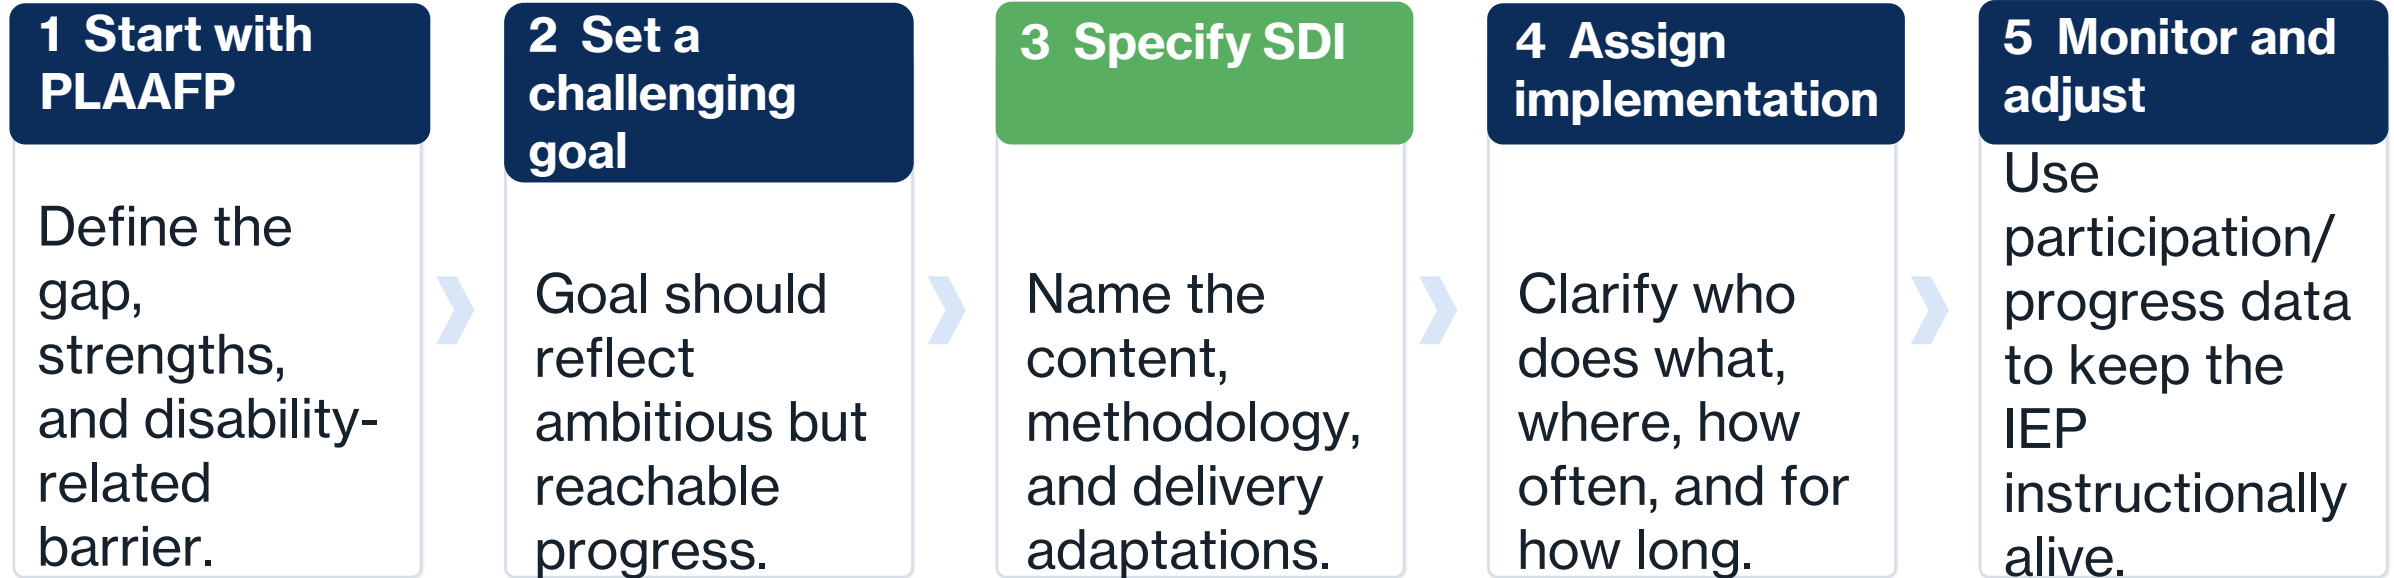 1 Start with
PLAAFP
Define the
gap,
strengths,
and disability-
related
barrier.
2 Set a
challenging
goal
Goal should
reflect
ambitious but
reachable
progress.
3 Specify SDI
Name the
content,
methodology,
and delivery
adaptations.
4 Assign
implementation
Clarify who
does what,
where, how
often, and for
how long.
5 Monitor and
adjust
Use
participation/
progress data
to keep the
IEP
instructionally
alive.